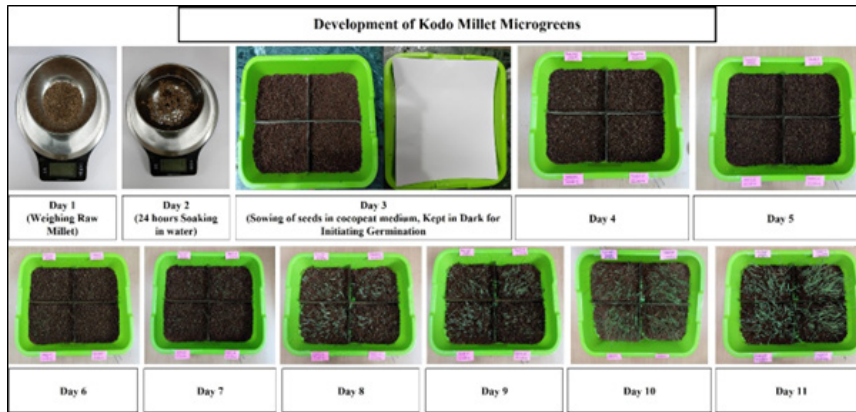 Development of Kodo Millet Microgreens
Day 1
(Weighing Raw
Millet)
Day 2
(24 hours Soaking
in water)
Day 3
(Sowing of seeds in cocopeat medium, Kept in Dark for
Initiating Germination
Day 4
Day 5
Day 6
Day 7
Day 8
Day 9
Day 10
Day 11